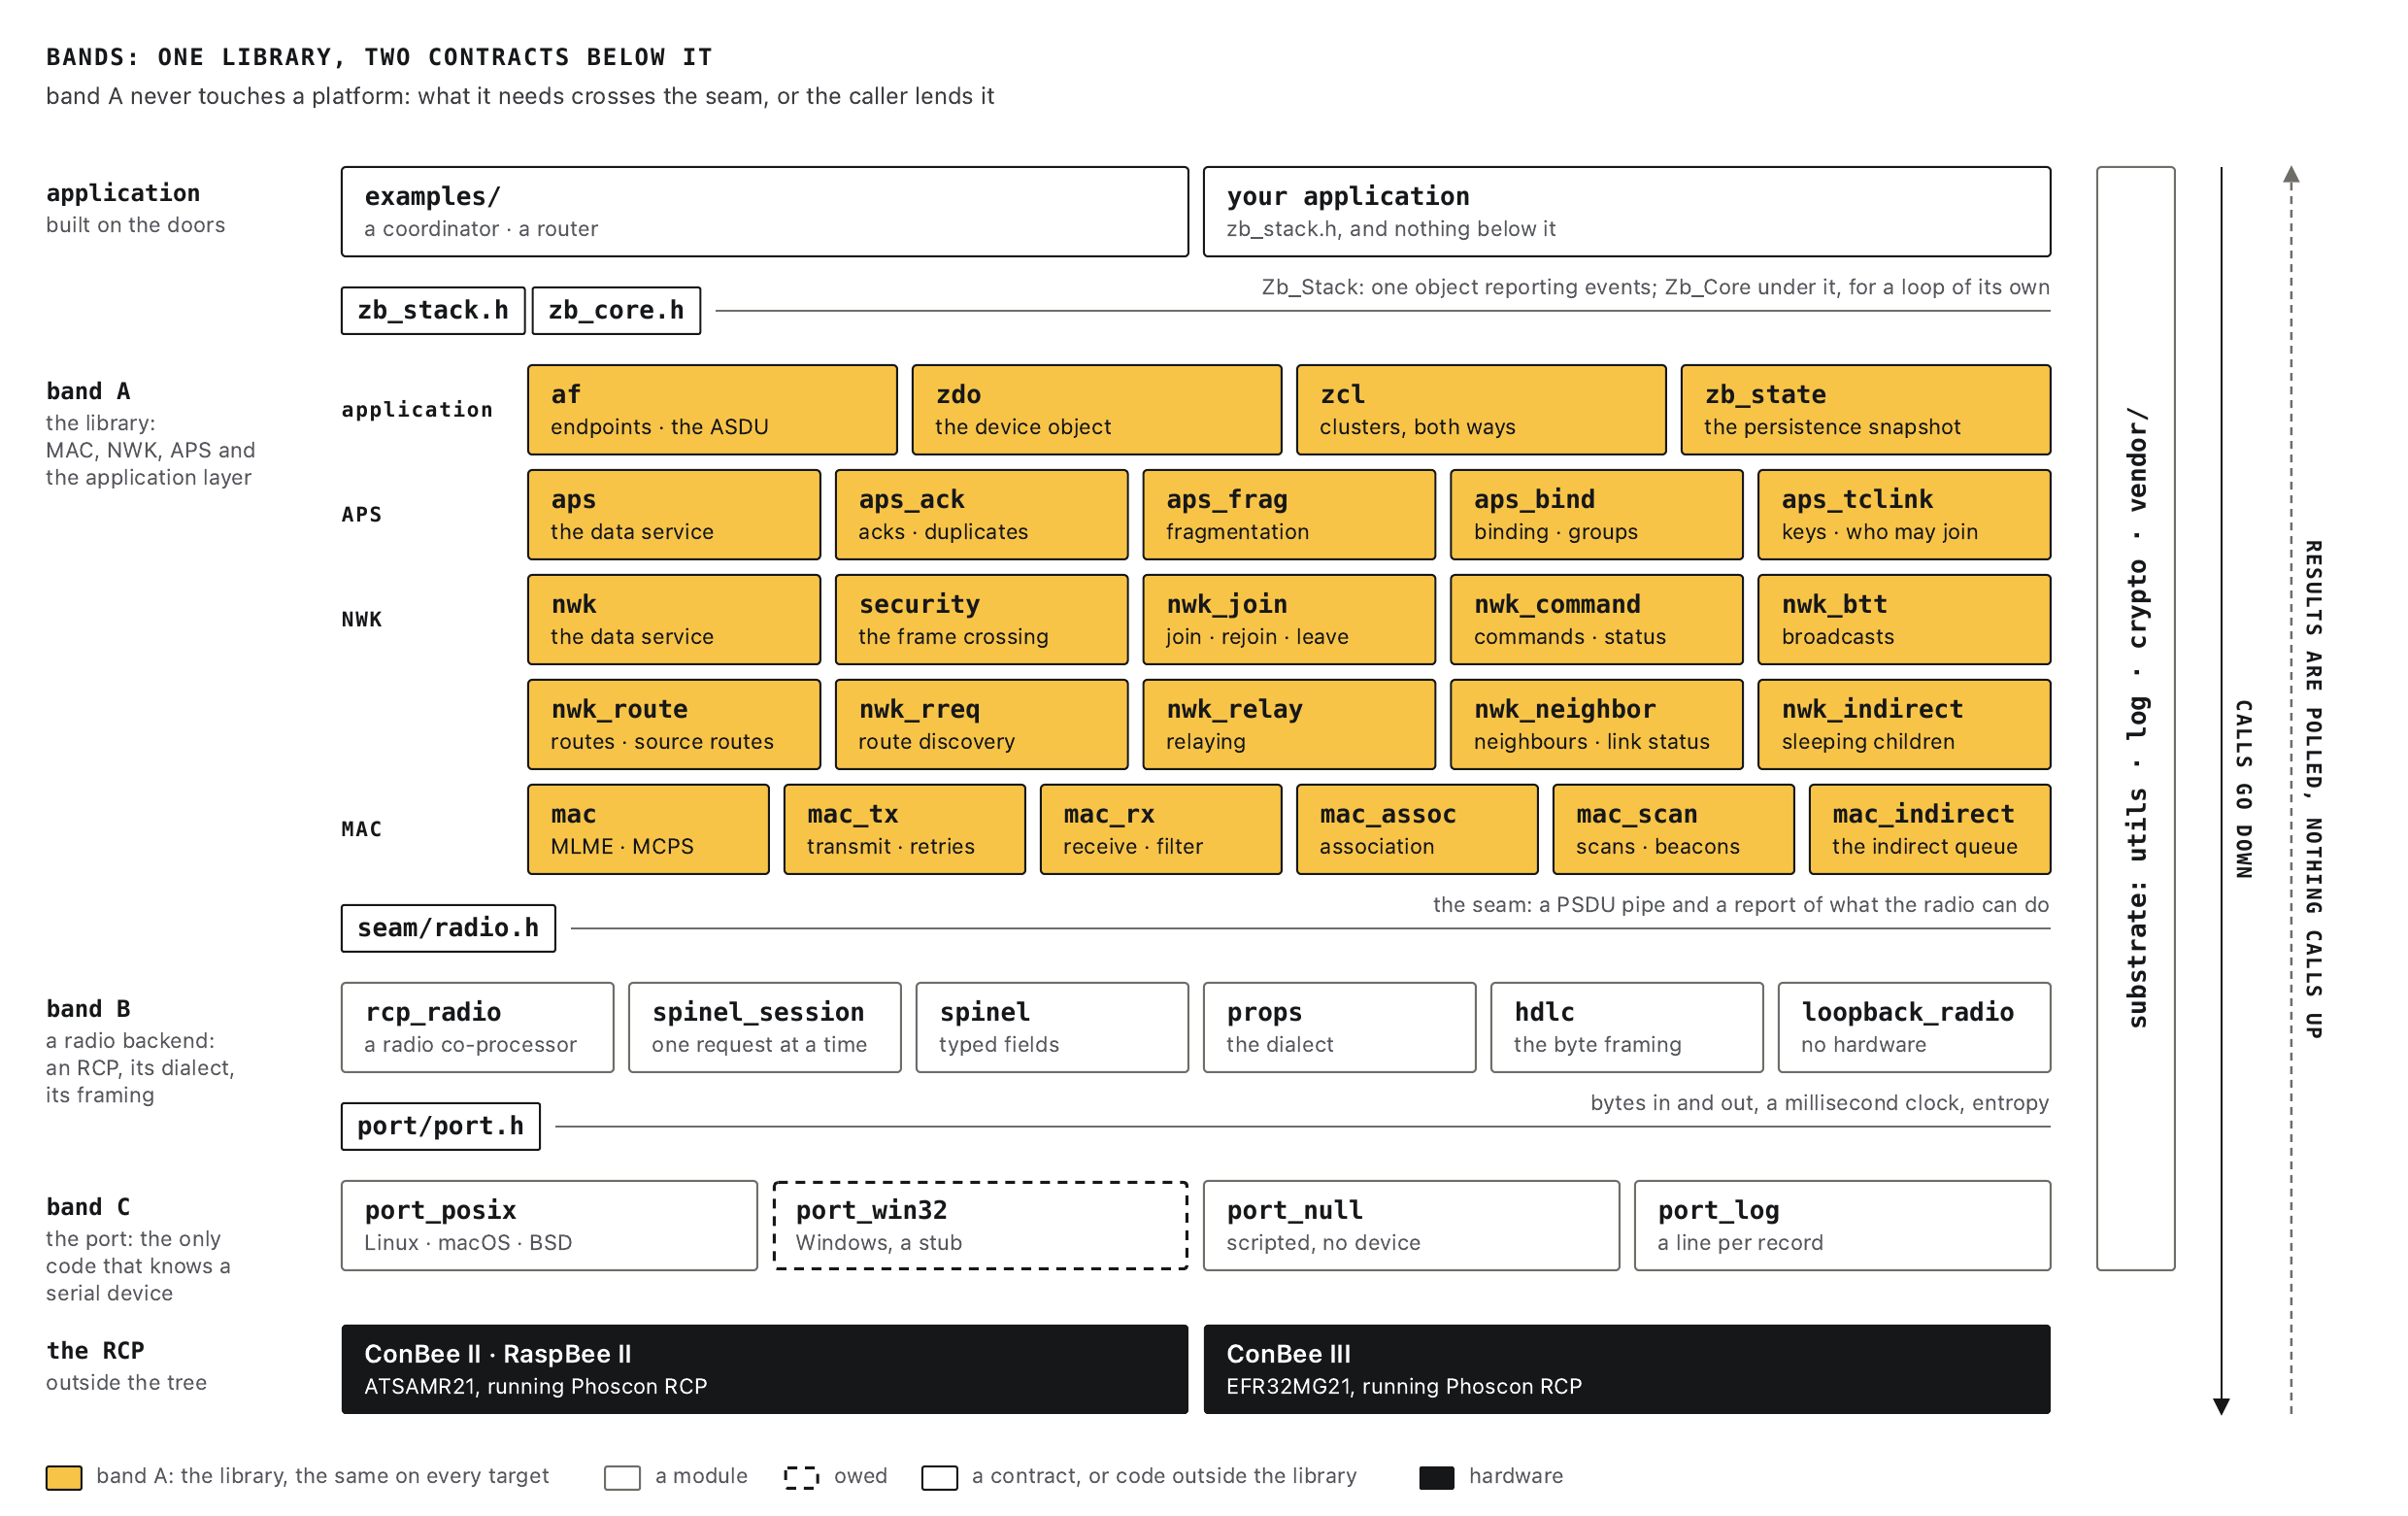 BANDS: ONE LIBRARY, TWO CONTRACTS BELOW IT
band A never touches a platform: what it needs crosses the seam, or the caller lends it
application
built on the doors
examples/
a coordinator · a router
your application
zb_stack.h, and nothing below it
zb_stack.h
zb_core.h
Zb_Stack: one object reporting events; Zb_Core under it, for a loop of its own
band A
the library:
MAC, NWK, APS and
the application layer
application
af
endpoints · the ASDU
zdo
the device object
zcl
clusters, both ways
zb_state
the persistence snapshot
APS
aps
the data service
aps_ack
acks · duplicates
aps_frag
fragmentation
aps_bind
binding · groups
aps_tclink
keys · who may join
NWK
nwk
the data service
security
the frame crossing
nwk_join
join · rejoin · leave
nwk_command
commands · status
nwk_btt
broadcasts
nwk_route
routes · source routes
nwk_rreq
route discovery
nwk_relay
relaying
nwk_neighbor
neighbours · link status
nwk_indirect
sleeping children
MAC
mac
MLME · MCPS
mac_tx
transmit · retries
mac_rx
receive · filter
mac_assoc
association
mac_scan
scans · beacons
mac_indirect
the indirect queue
seam/radio.h
the seam: a PSDU pipe and a report of what the radio can do
band B
a radio backend:
an RCP, its dialect,
its framing
rcp_radio
a radio co-processor
spinel_session
one request at a time
spinel
typed fields
props
the dialect
hdlc
the byte framing
loopback_radio
no hardware
port/port.h
bytes in and out, a millisecond clock, entropy
band C
the port: the only
code that knows a
serial device
port_posix
Linux · macOS · BSD
port_win32
Windows, a stub
port_null
scripted, no device
port_log
a line per record
the RCP
outside the tree
ConBee II · RaspBee II
ATSAMR21, running Phoscon RCP
ConBee III
EFR32MG21, running Phoscon RCP
substrate: utils · log · crypto · vendor/
CALLS GO DOWN
RESULTS ARE POLLED, NOTHING CALLS UP
band A: the library, the same on every target
a module
owed
a contract, or code outside the library
hardware